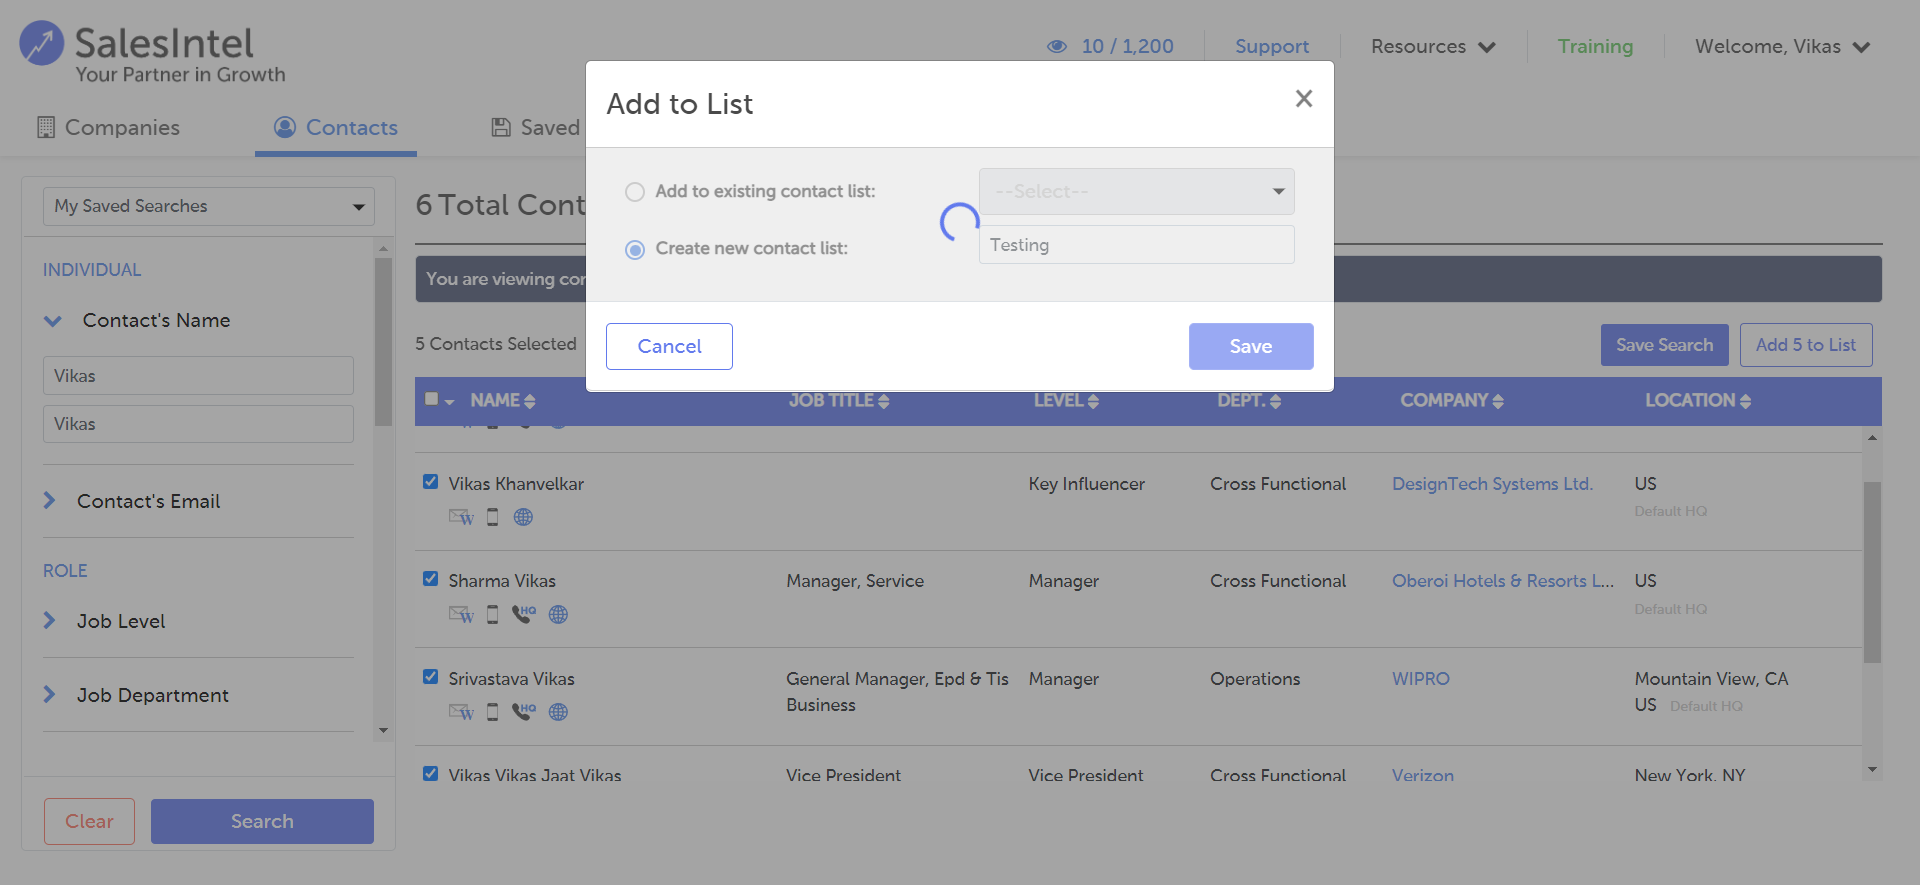 SalesIntel
Your Partner in Growth
10 / 1,200
Support
Resources
Training
Welcome, Vikas
Companies
Contacts
Saved
Add to List
Add to existing contact list:
--Select--
Create new contact list:
Testing
Cancel
Save
My Saved Searches
INDIVIDUAL
Contact's Name
Vikas
Vikas
Contact's Email
ROLE
Job Level
Job Department
Clear
Search
6 Total Cont
You are viewing con
5 Contacts Selected
Save Search
Add 5 to List
NAME JOB TITLE LEVEL DEPT. COMPANY LOCATION
Vikas Khanvelkar Key Influencer Cross Functional DesignTech Systems Ltd. US
Default HQ
W
Sharma Vikas Manager, Service Manager Cross Functional Oberoi Hotels & Resorts L... US
Default HQ
W HQ
Srivastava Vikas General Manager, Epd & Tis Manager Operations WIPRO Mountain View, CA
Business US Default HQ
W HQ
Vikas Vikas Jaat Vikas Vice President Vice President Cross Functional Verizon New York, NY